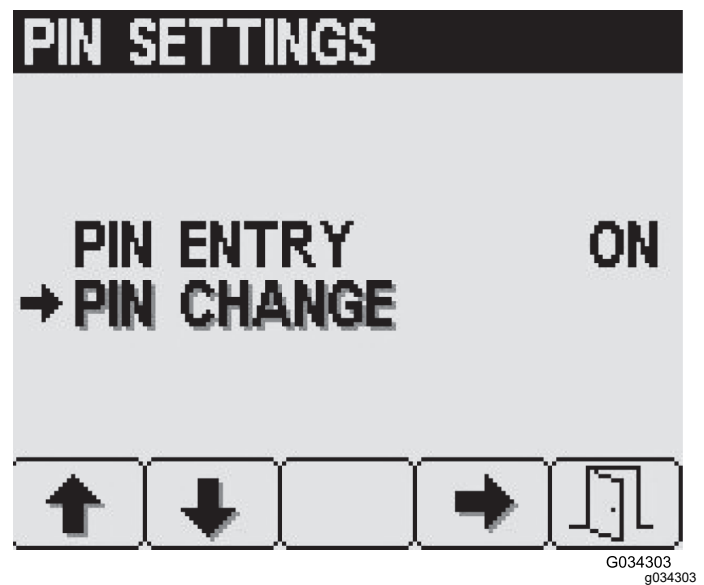 PIN SETTINGS
PIN ENTRY ON
PIN CHANGE
G034303
g034303